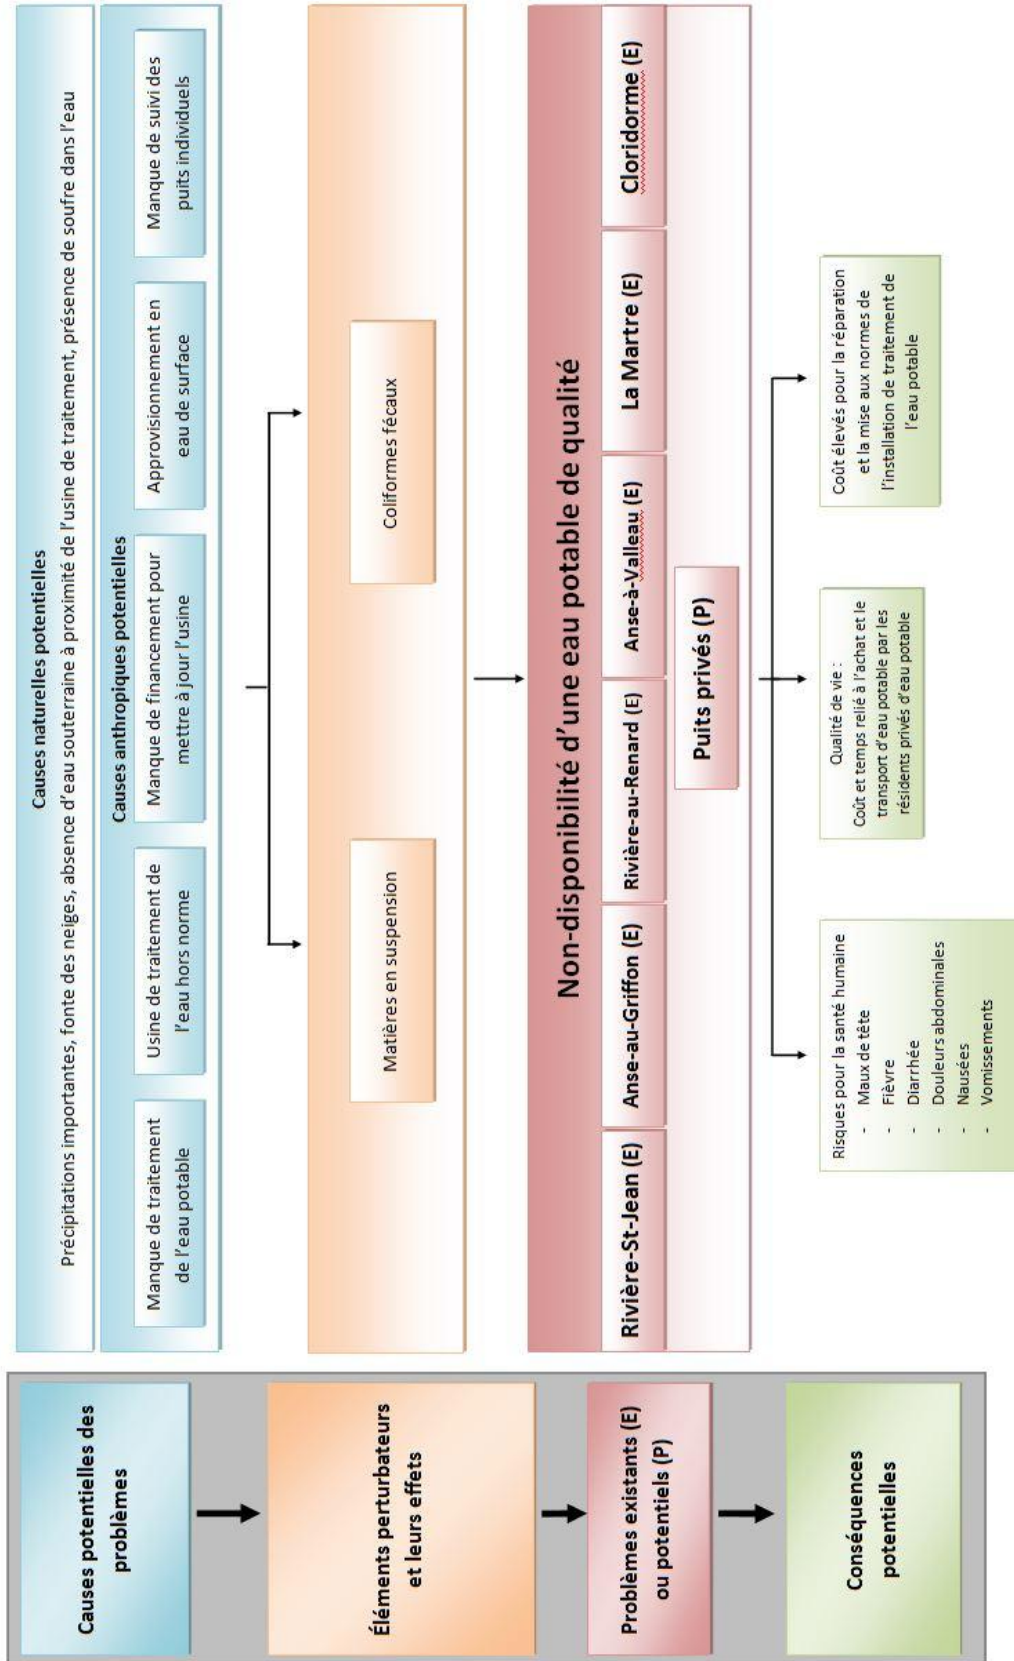 Causes potentielles des
problèmes
Éléments perturbateurs
et leurs effets
Problèmes existants (E)
ou potentiels (P)
Conséquences
potentielles
Causes naturelles potentielles
Précipitations importantes, fonte des neiges, absence d'eau souterraine à proximité de l'usine de traitement, présence de soufre dans l'eau
Causes anthropiques potentielles
Manque de traitement
de l'eau potable
Usine de traitement de
l'eau hors norme
Manque de financement pour
mettre à jour l'usine
Approvisionnement en
eau de surface
Manque de suivi des
puits individuels
Matières en suspension
Coliformes fécaux
Non-disponibilité d'une eau potable de qualité
Rivière-St-Jean (E)
Anse-au-Griffon (E)
Rivière-au-Renard (E)
Anse-à-Valleau (E)
La Martre (E)
Cloridorme (E)
Puits privés (P)
Risques pour la santé humaine
- Maux de tête
- Fièvre
- Diarrhée
- Douleurs abdominales
- Nausées
- Vomissements
Qualité de vie :
Coût et temps relié à l'achat et le
transport d'eau potable par les
résidents privés d'eau potable
Coût élevés pour la réparation
et la mise aux normes de
l'installation de traitement de
l'eau potable